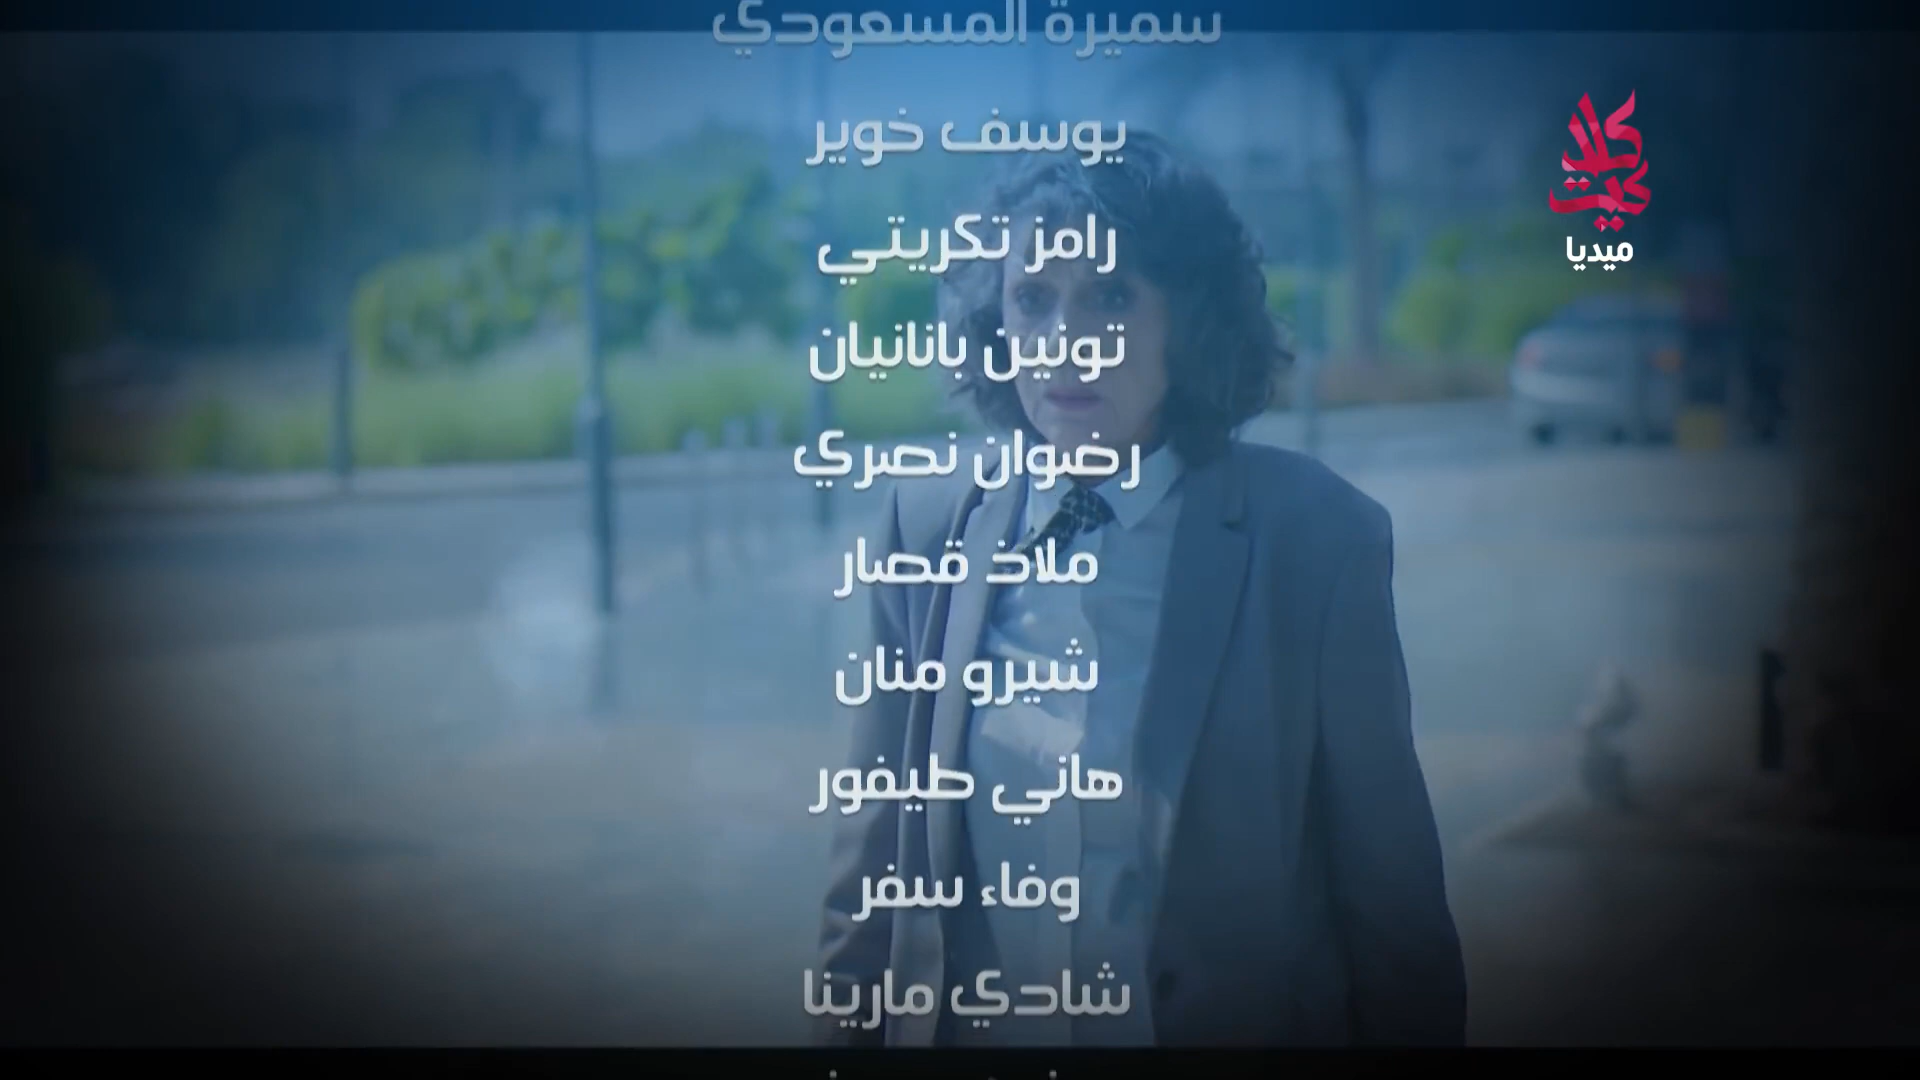 سميرة المسعودي
يوسف خوير
رامز تكريتي
تونين بانانيان
رضوان نصري
ملاذ قصار
شيرو منان
هاني طيفور
وفاء سفر
شادي مارينا
كلاكيت
ميديا